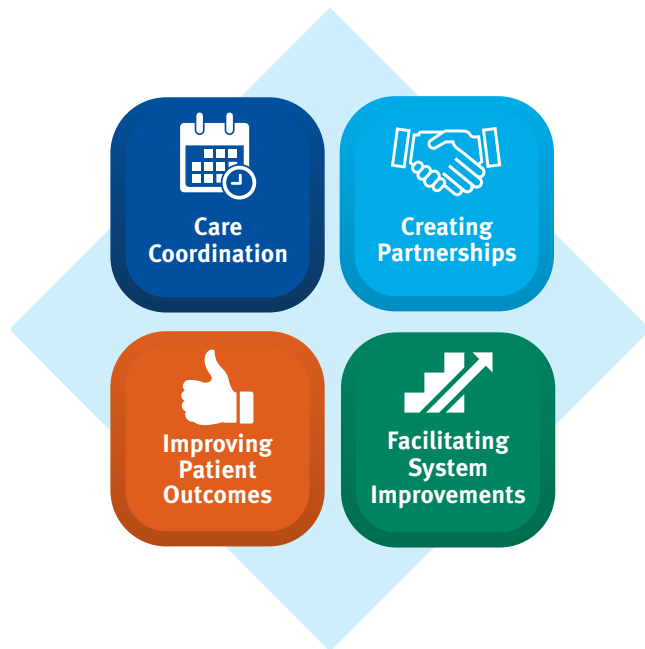 Care
Coordination
Creating
Partnerships
Improving
Patient
Outcomes
Facilitating
System
Improvements